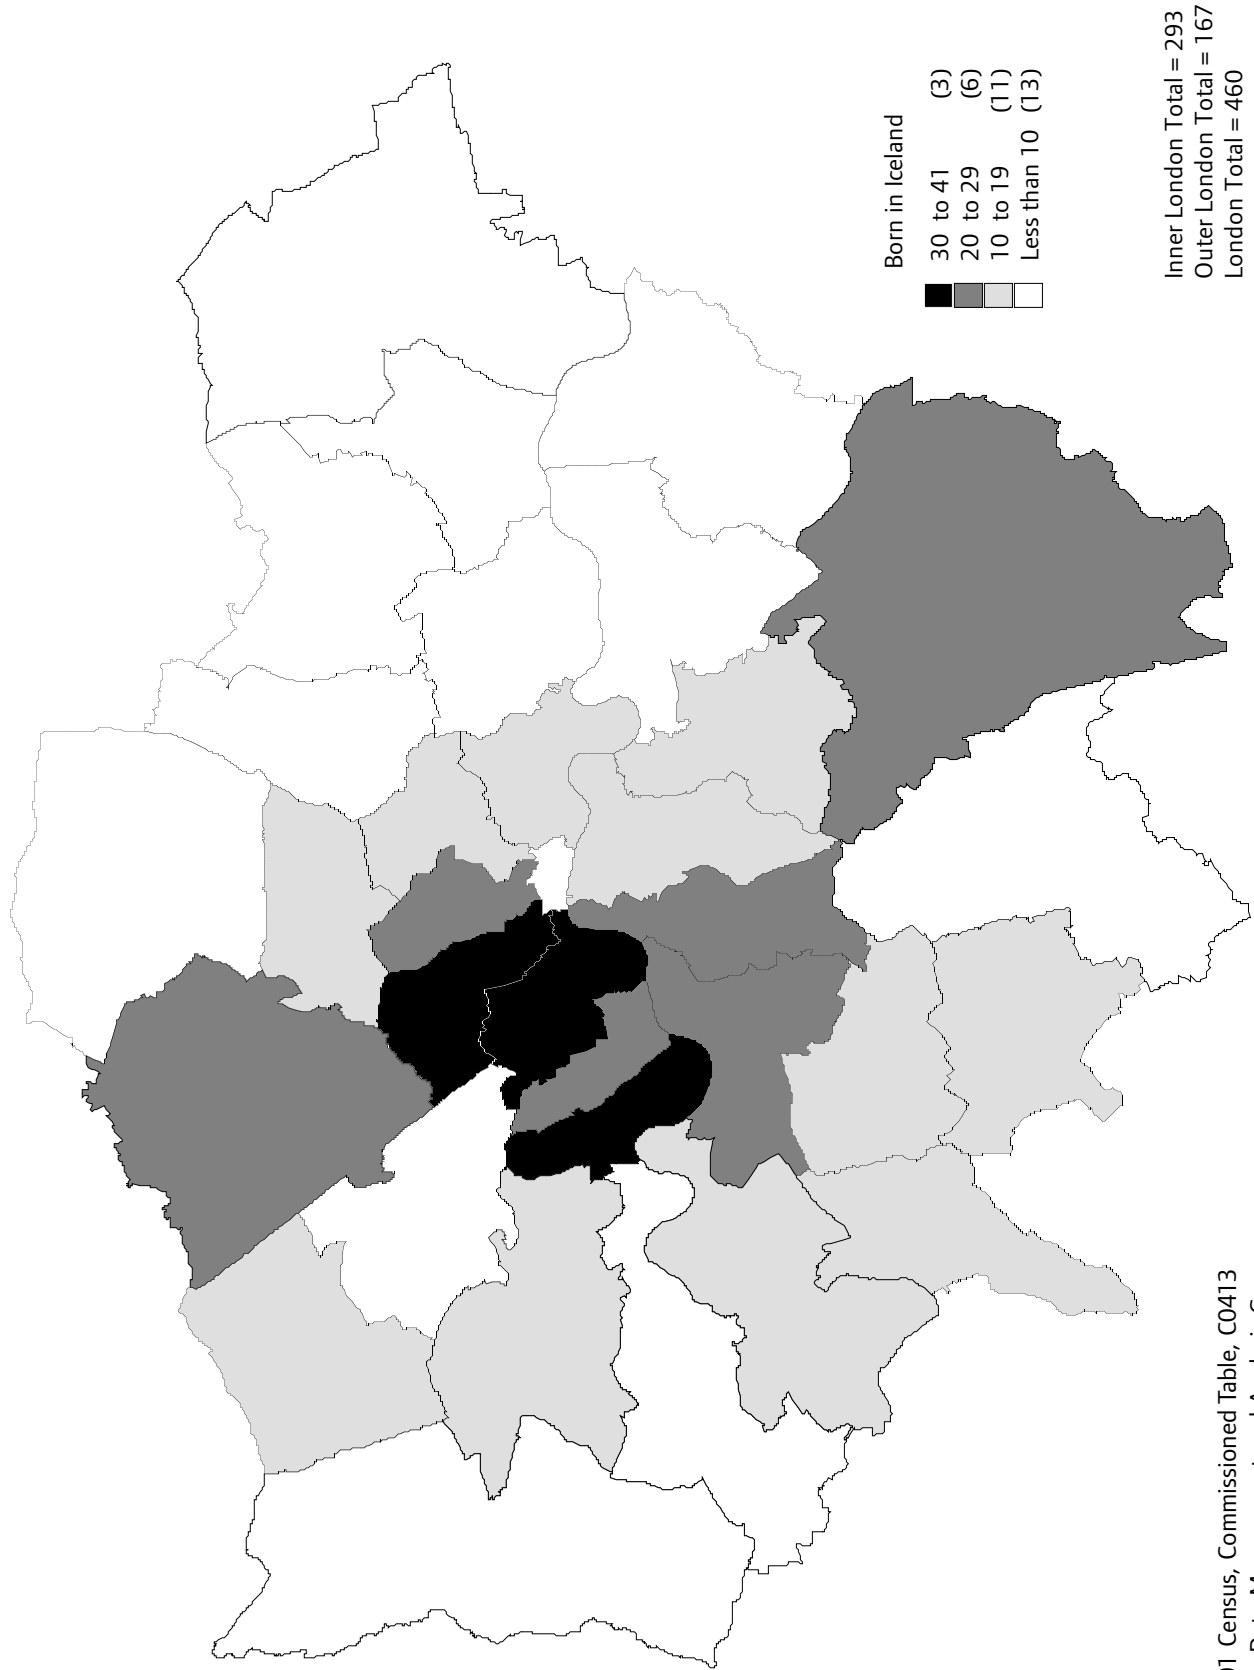 Born in Iceland
30 to 41 (3)
20 to 29 (6)
10 to 19 (11)
Less than 10 (13)
Inner London Total = 293
Outer London Total = 167
London Total = 460
01 Census, Commissioned Table, C0413